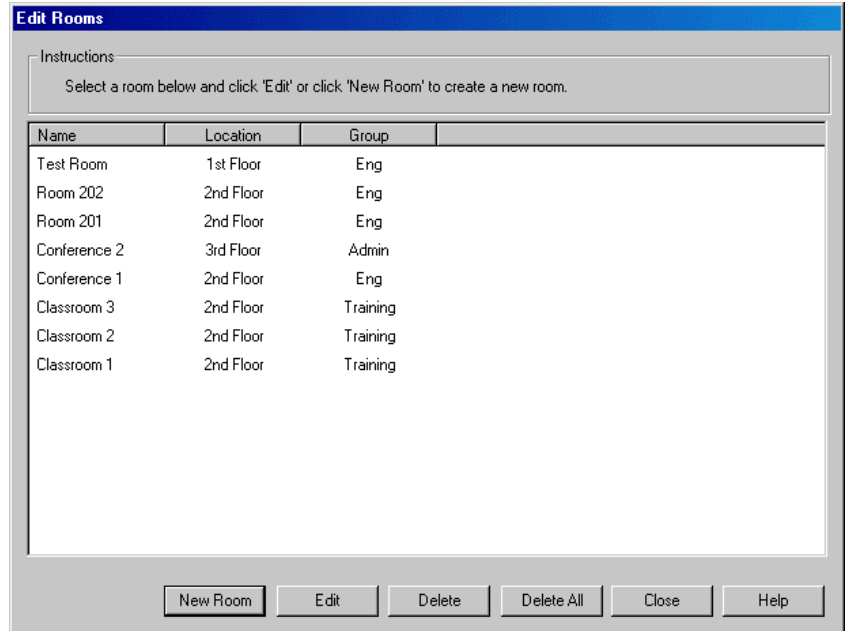 Edit Rooms
Instructions
Select a room below and click 'Edit' or click 'New Room' to create a new room.
Name Location Group
Test Room 1st Floor Eng
Room 202 2nd Floor Eng
Room 201 2nd Floor Eng
Conference 2 3rd Floor Admin
Conference 1 2nd Floor Eng
Classroom 3 2nd Floor Training
Classroom 2 2nd Floor Training
Classroom 1 2nd Floor Training
New Room Edit Delete Delete All Close Help